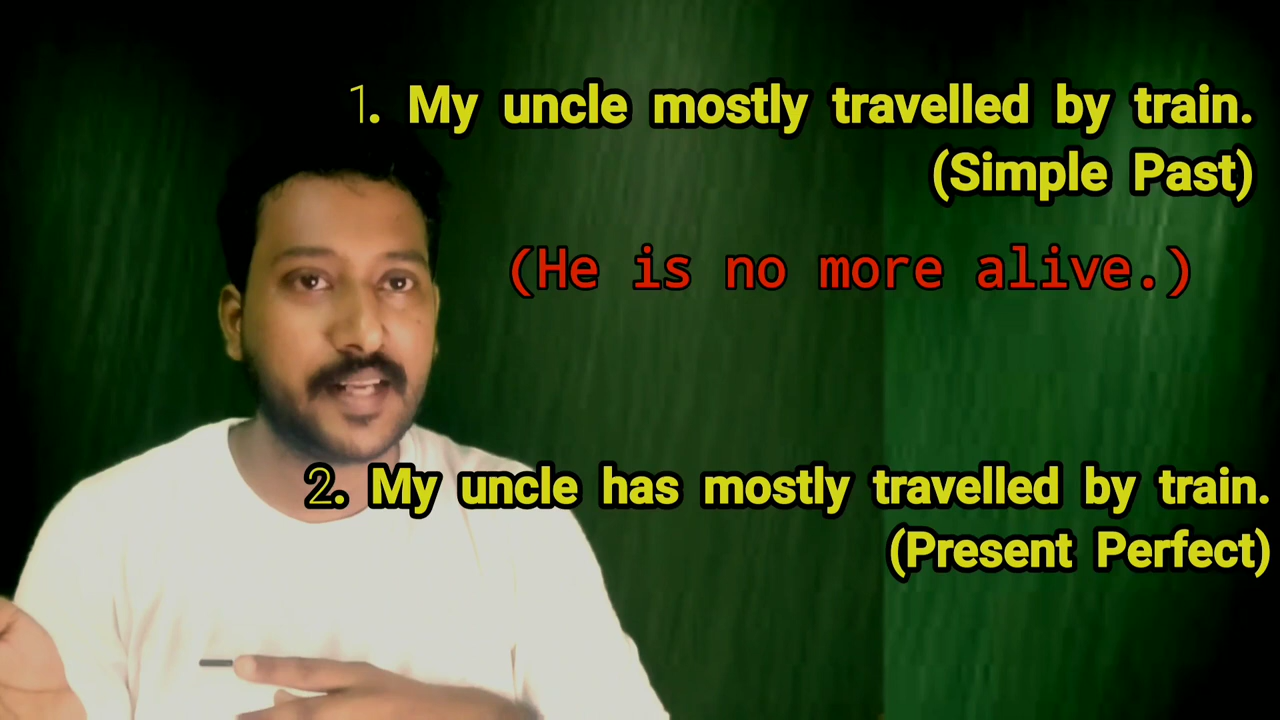 1. My uncle mostly travelled by train.
(Simple Past)
(He is no more alive.)
2. My uncle has mostly travelled by train.
(Present Perfect)